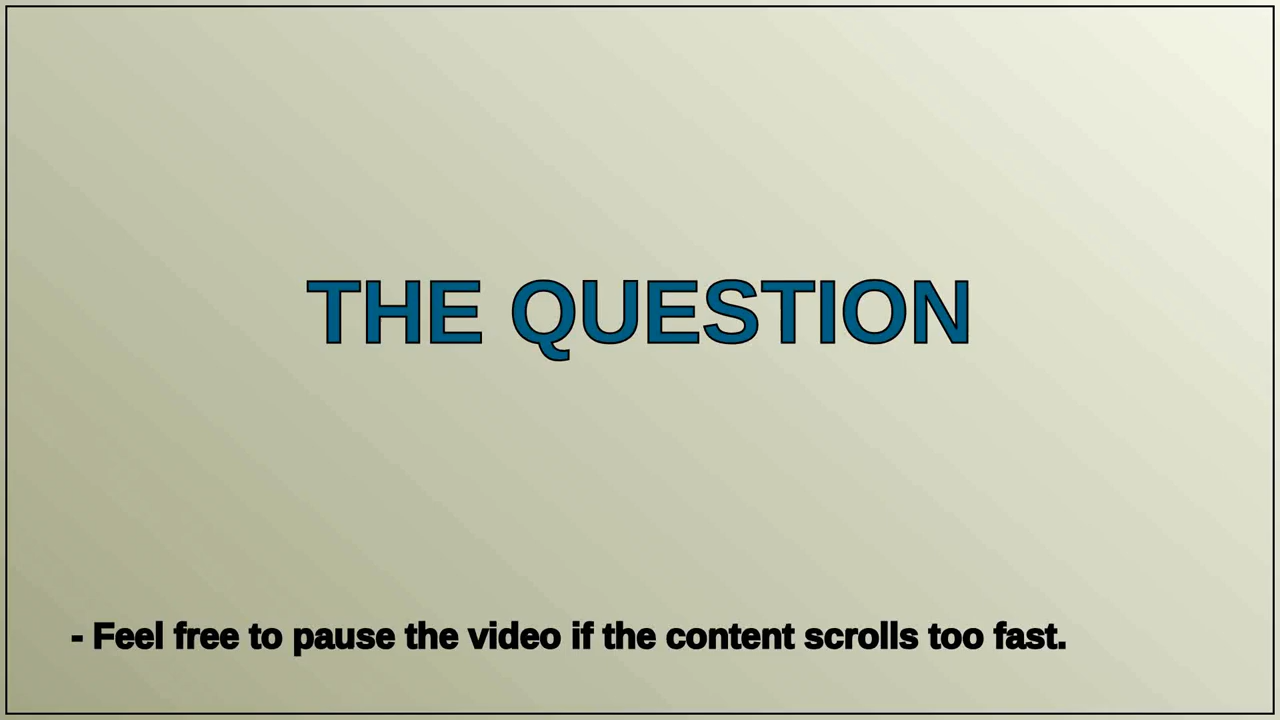 THE QUESTION
- Feel free to pause the video if the content scrolls too fast.